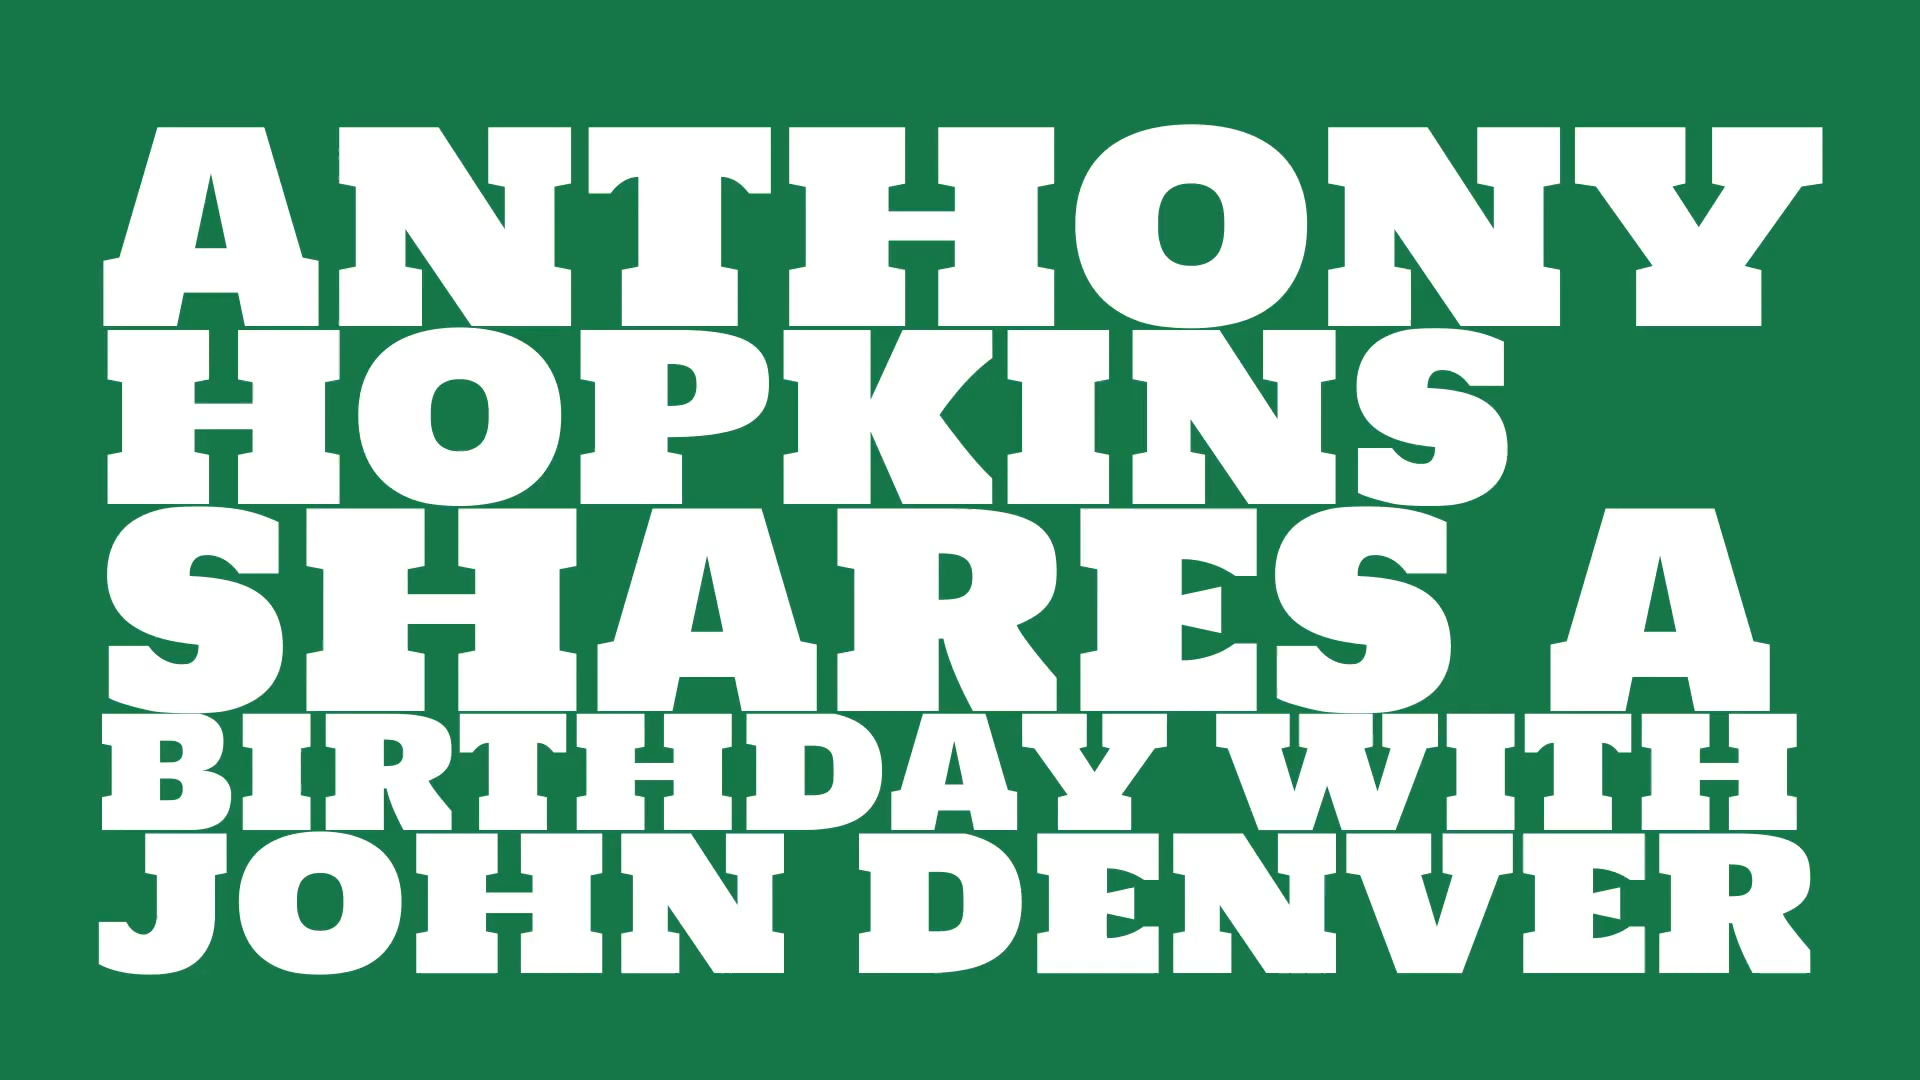 ANTHONY
HOPKINS
SHARES A
BIRTHDAY WITH
JOHN DENVER